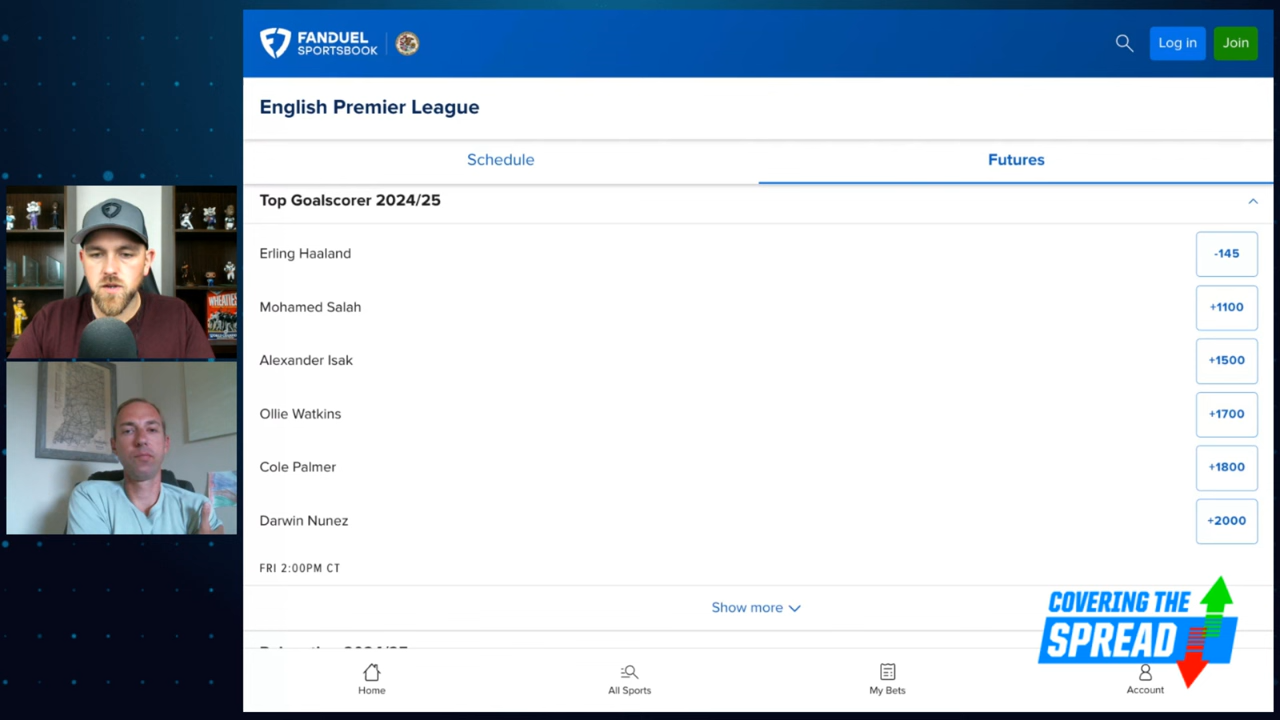 FANDUEL
SPORTSBOOK
Log in
Join
English Premier League
Schedule
Futures
Top Goalscorer 2024/25
Erling Haaland
-145
Mohamed Salah
+1100
Alexander Isak
+1500
Ollie Watkins
+1700
Cole Palmer
+1800
Darwin Nunez
+2000
FRI 2:00PM CT
Show more
COVERING THE
SPREAD
Home
All Sports
My Bets
Account
WHEATIES